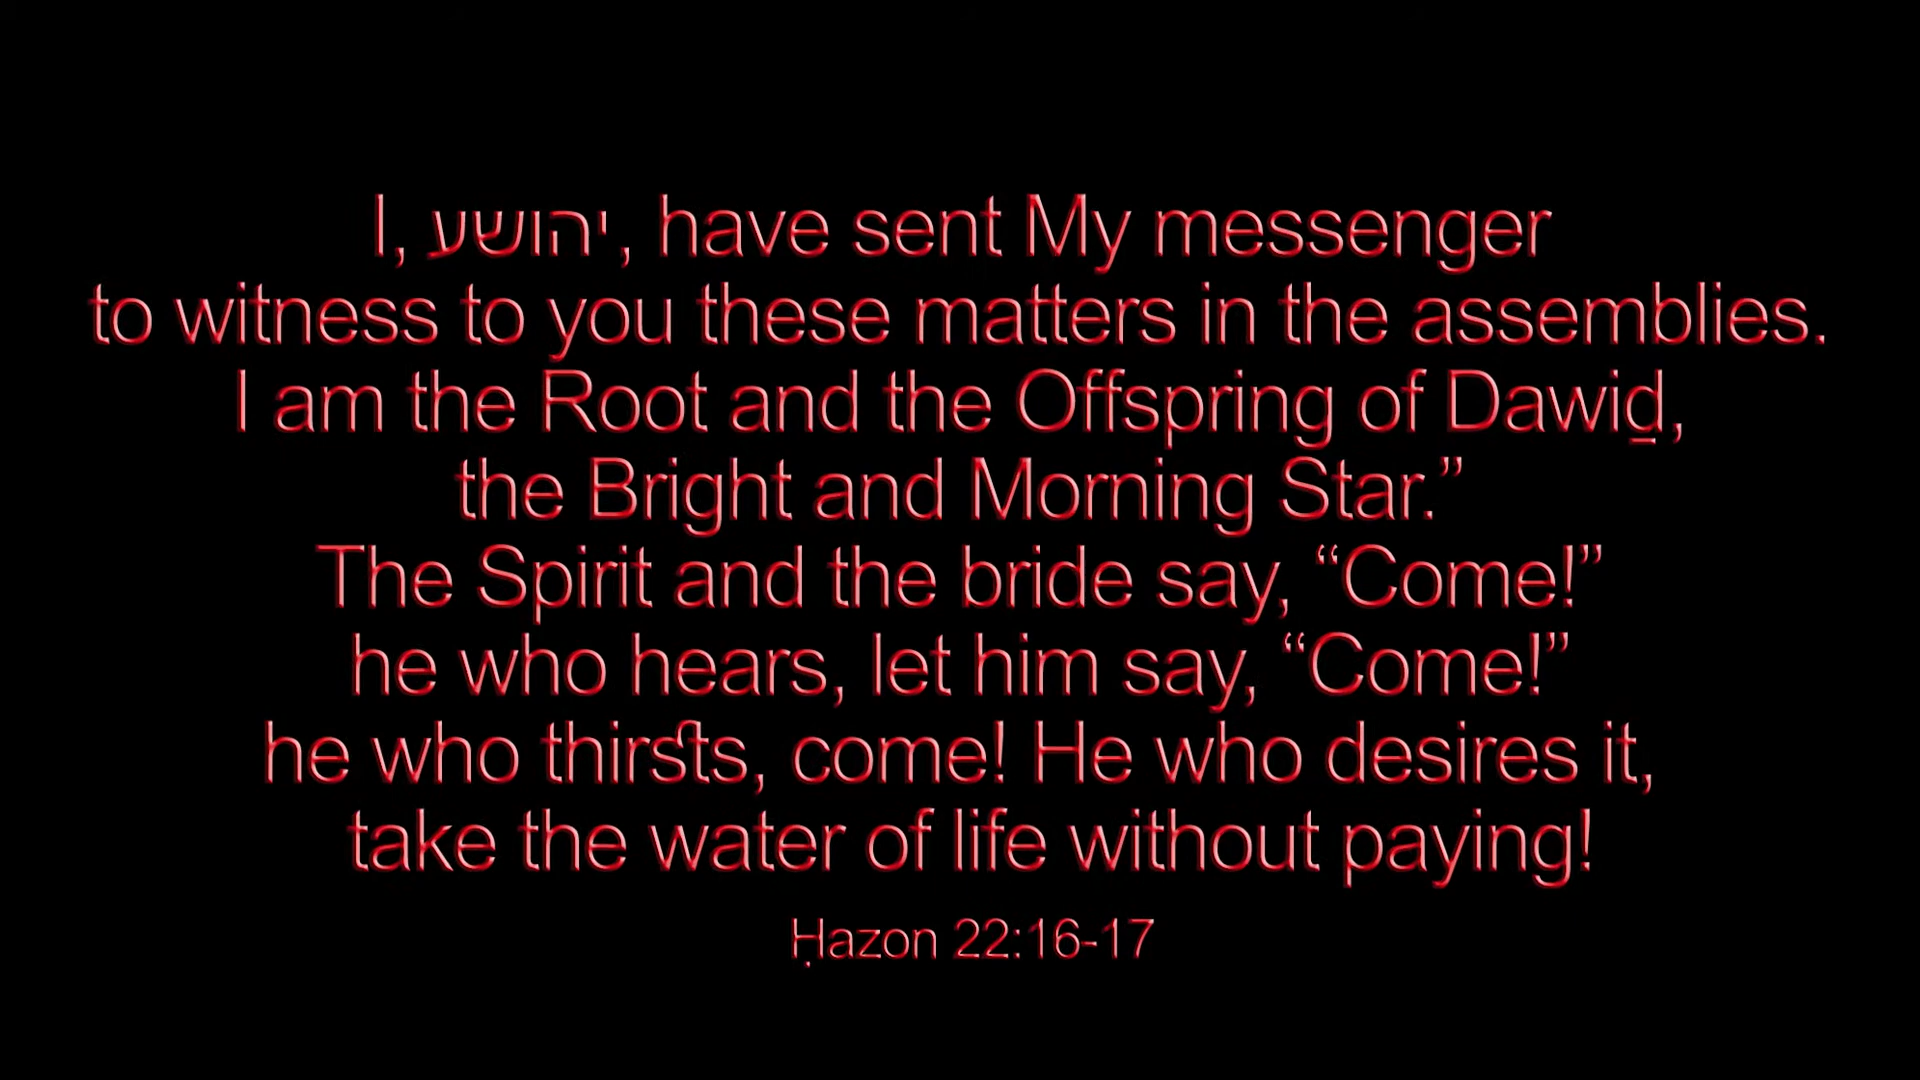 I, יהושע, have sent My messenger
to witness to you these matters in the assemblies.
I am the Root and the Offspring of Dawiḏ,
the Bright and Morning Star.”
The Spirit and the bride say, “Come!”
he who hears, let him say, “Come!”
he who thirsts, come! He who desires it,
take the water of life without paying!
Ḥazon 22:16-17